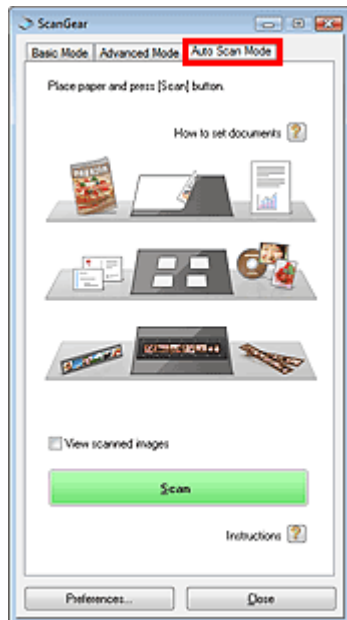 ScanGear
Basic Mode Advanced Mode Auto Scan Mode
Place paper and press [Scan] button.
How to set documents ?
View scanned images
Scan
Instructions ?
Preferences... Close